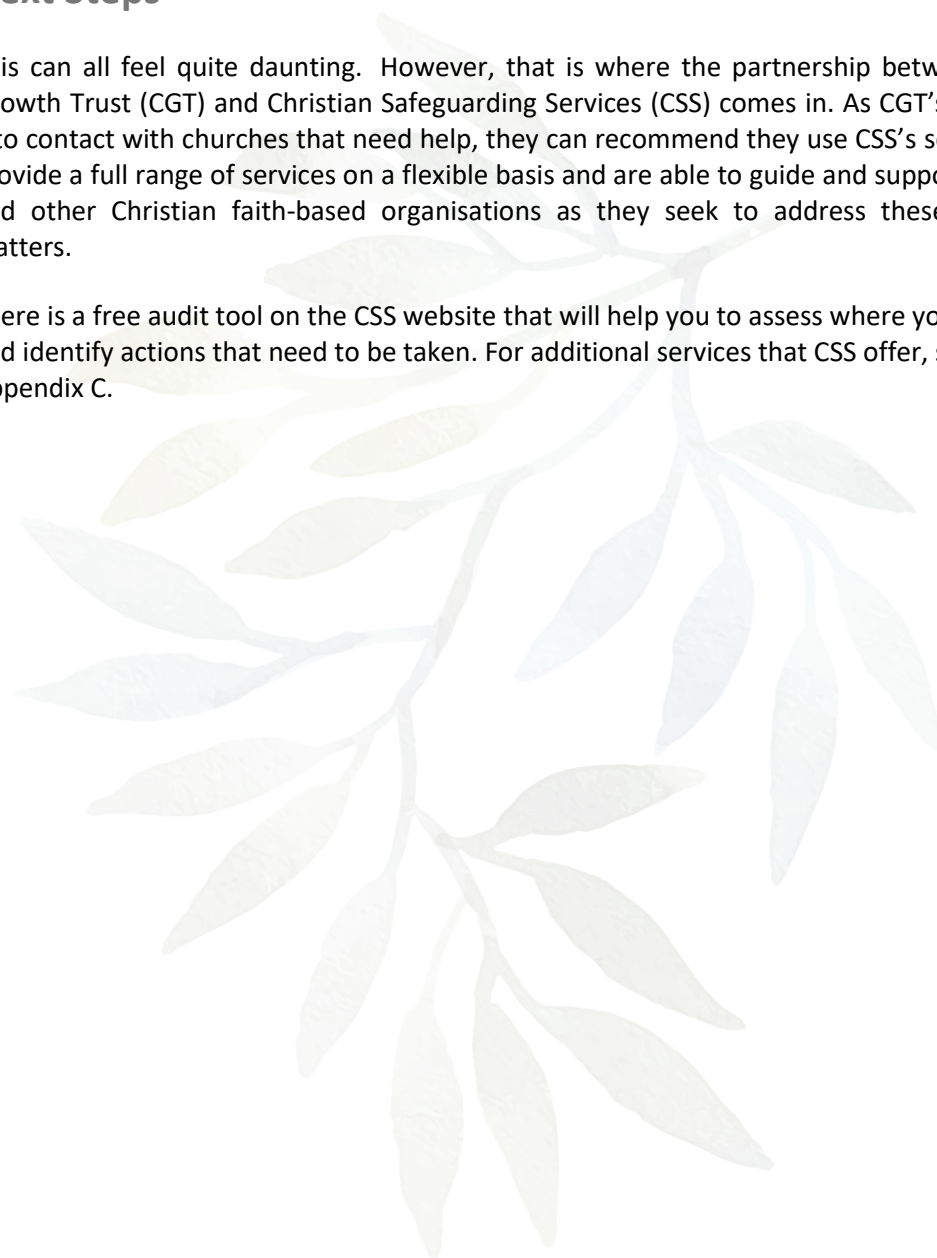 ext Steps
is can all feel quite daunting. However, that is where the partnership betw
owth Trust (CGT) and Christian Safeguarding Services (CSS) comes in. As CGT's
to contact with churches that need help, they can recommend they use CSS's s
ovide a full range of services on a flexible basis and are able to guide and suppo
d other Christian faith-based organisations as they seek to address these
atters.
ere is a free audit tool on the CSS website that will help you to assess where yo
d identify actions that need to be taken. For additional services that CSS offer, s
ppendix C.